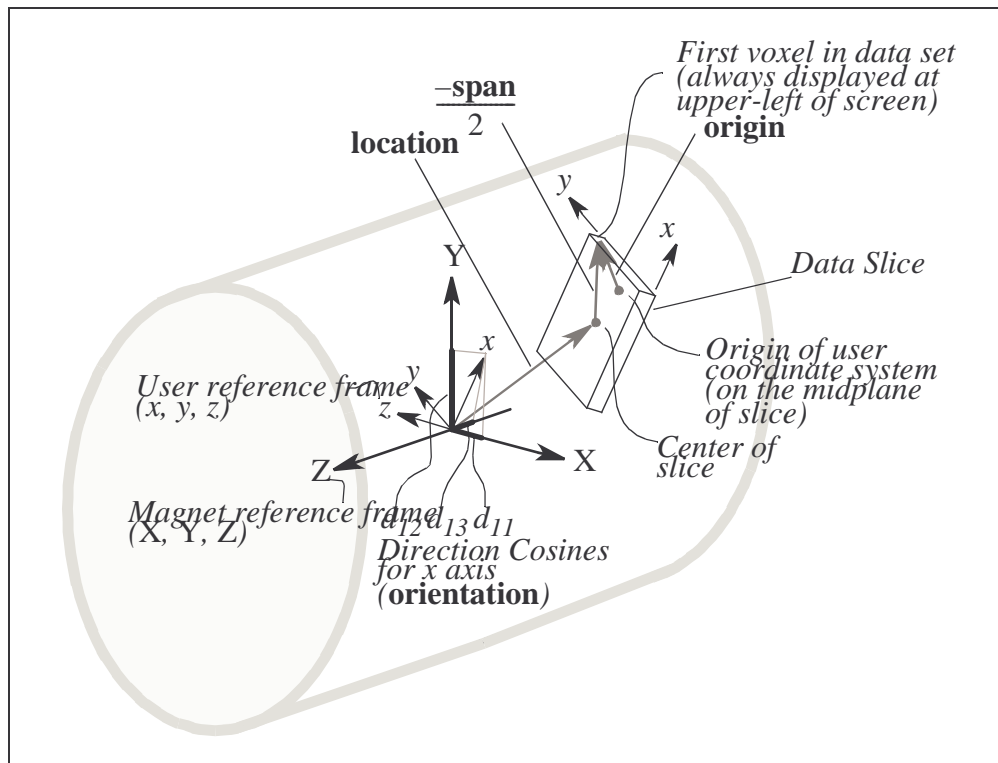 First voxel in data set
(always displayed at
upper-left of screen)
–span
2
location
origin
y
x
Y
Data Slice
x
Origin of user
coordinate system
(on the midplane
of slice)
User reference frame
(x, y, z)
y
z
Center of
slice
X
Z
Magnet reference frame
(X, Y, Z)
d12 d13 d11
Direction Cosines
for x axis
(orientation)